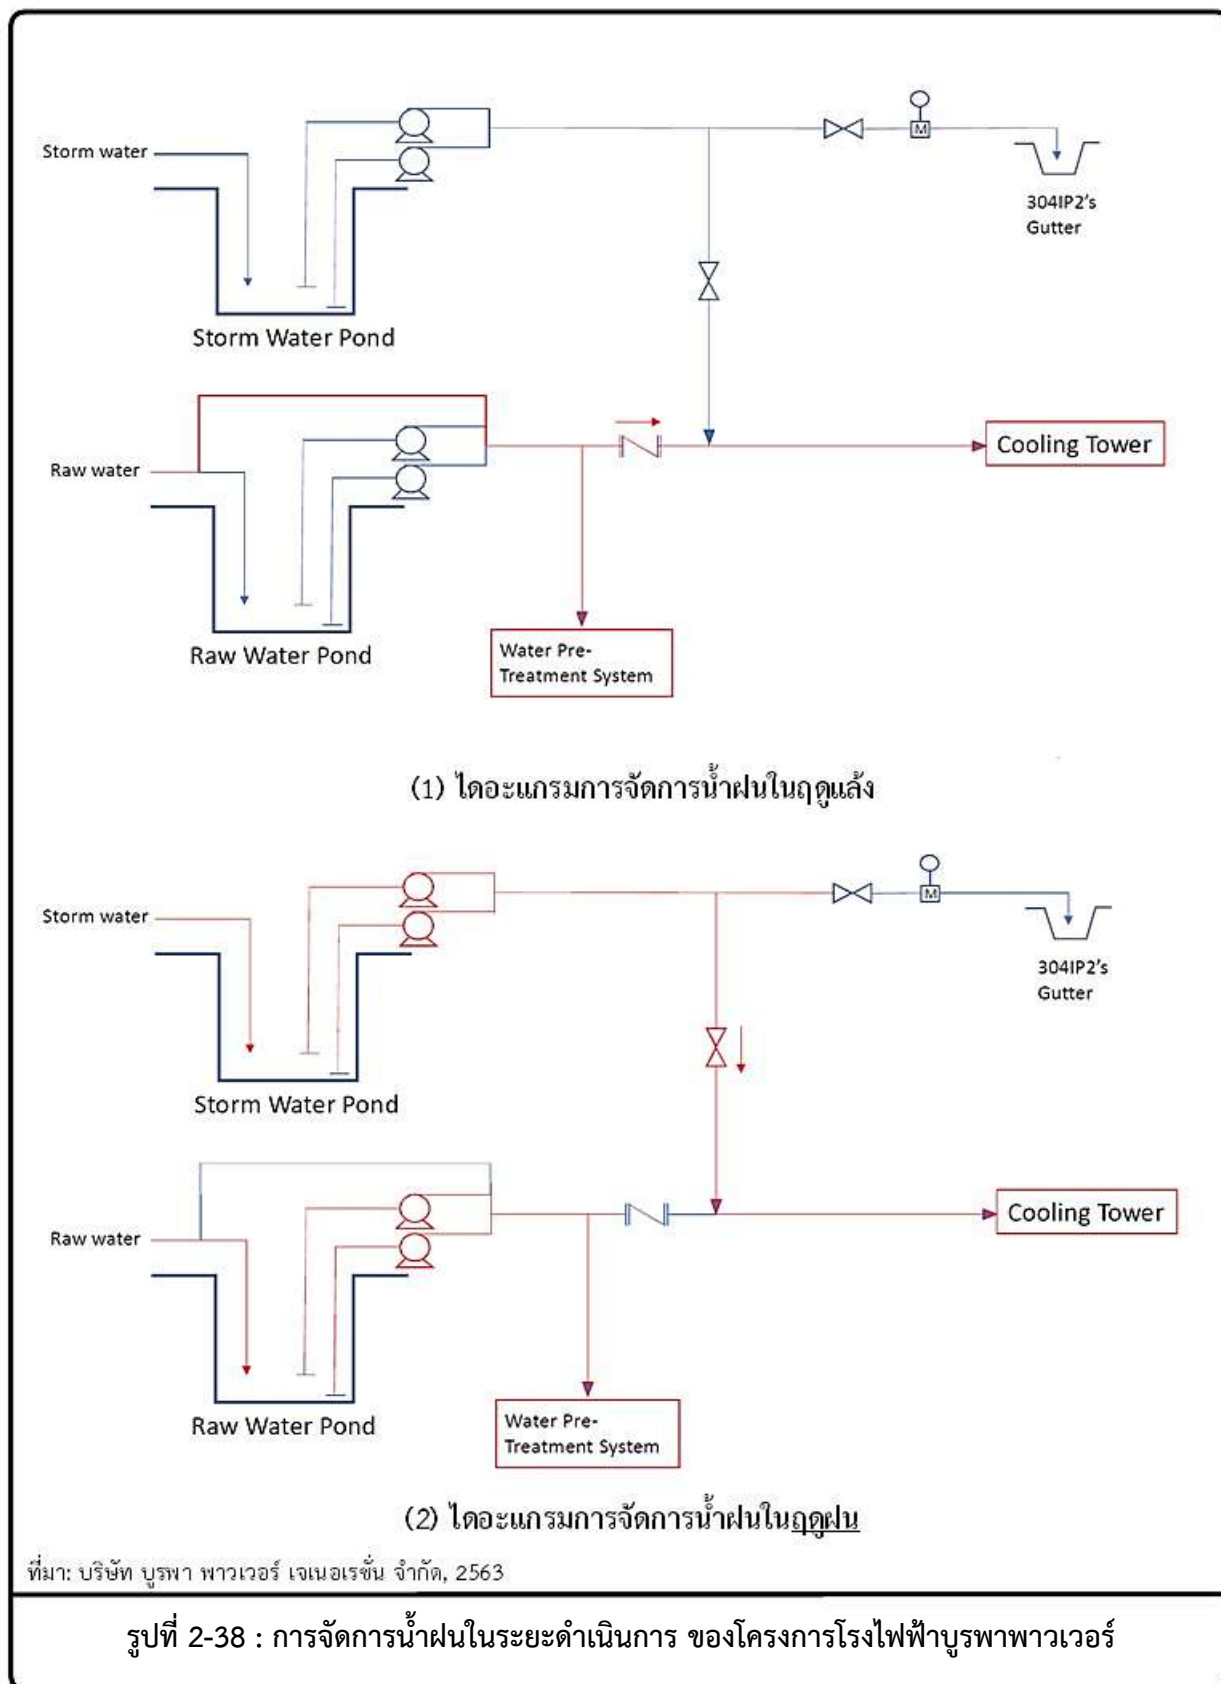 Storm water
M
304IP2's
Gutter
Storm Water Pond
Raw water
Cooling Tower
Raw Water Pond
Water Pre-
Treatment System
(1) ไดอะแกรมการจัดการน้ำฝนในฤดูแล้ง
Storm water
M
304IP2's
Gutter
Storm Water Pond
Raw water
Cooling Tower
Raw Water Pond
Water Pre-
Treatment System
(2) ไดอะแกรมการจัดการน้ำฝนในฤดูฝน
ที่มา: บริษัท บูรพา พาวเวอร์ เจเนอเรชั่น จำกัด, 2563
รูปที่ 2-38 : การจัดการน้ำฝนในระยะดำเนินการ ของโครงการโรงไฟฟ้าบูรพาพาวเวอร์